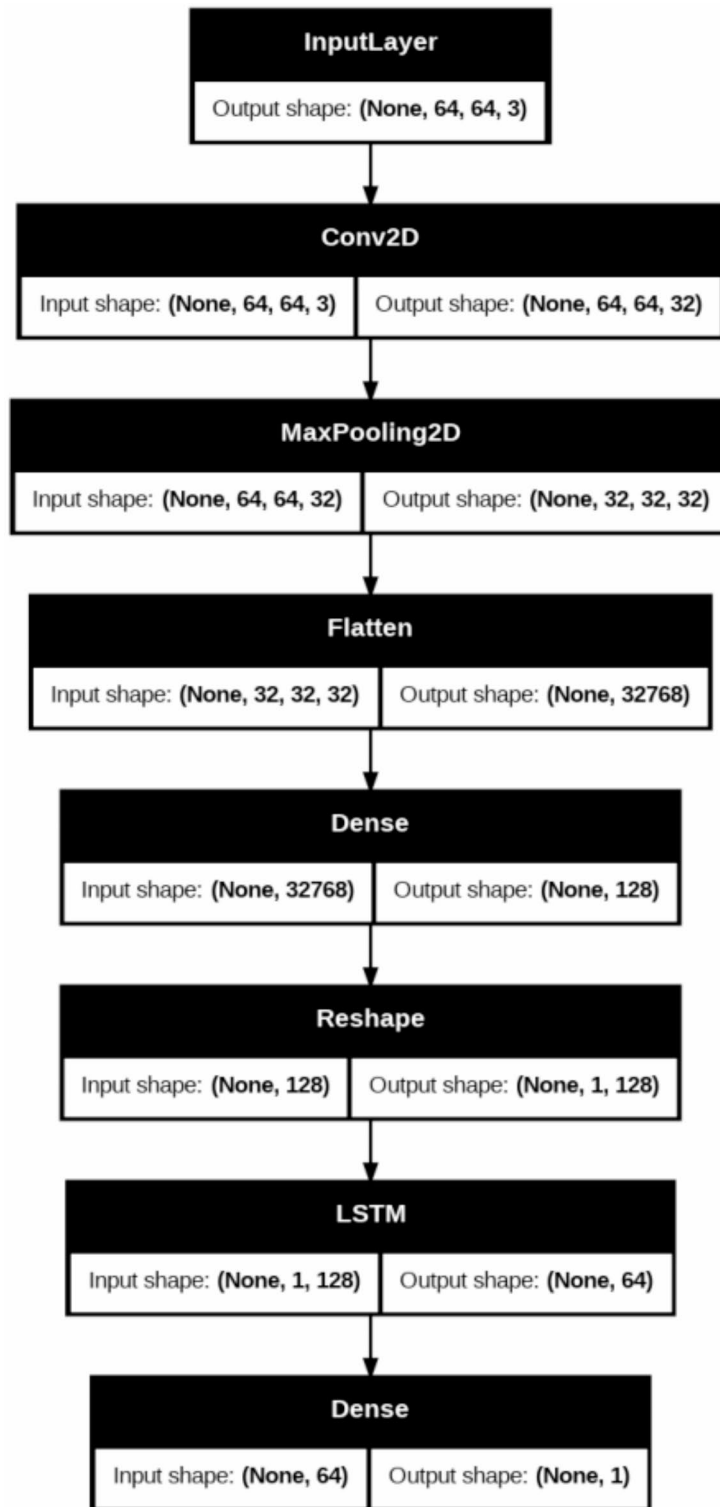 InputLayer
Output shape: (None, 64, 64, 3)
Conv2D
Input shape: (None, 64, 64, 3) Output shape: (None, 64, 64, 32)
MaxPooling2D
Input shape: (None, 64, 64, 32) Output shape: (None, 32, 32, 32)
Flatten
Input shape: (None, 32, 32, 32) Output shape: (None, 32768)
Dense
Input shape: (None, 32768) Output shape: (None, 128)
Reshape
Input shape: (None, 128) Output shape: (None, 1, 128)
LSTM
Input shape: (None, 1, 128) Output shape: (None, 64)
Dense
Input shape: (None, 64) Output shape: (None, 1)